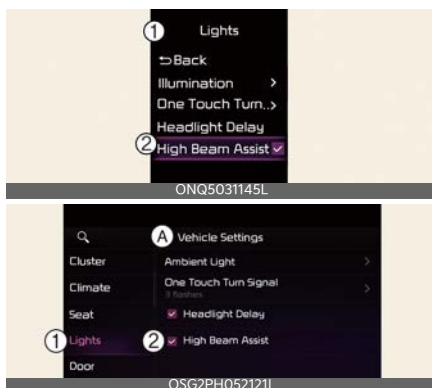 ① Lights
Back
Illumination >
One Touch Turn..>
Headlight Delay
② High Beam Assist
ONQ5031145L
A Vehicle Settings
Cluster
Ambient Light >
Climate
One Touch Turn Signal >
3 flashes
Seat
Headlight Delay
① Lights
② High Beam Assist
Door
OSG2PH052121L